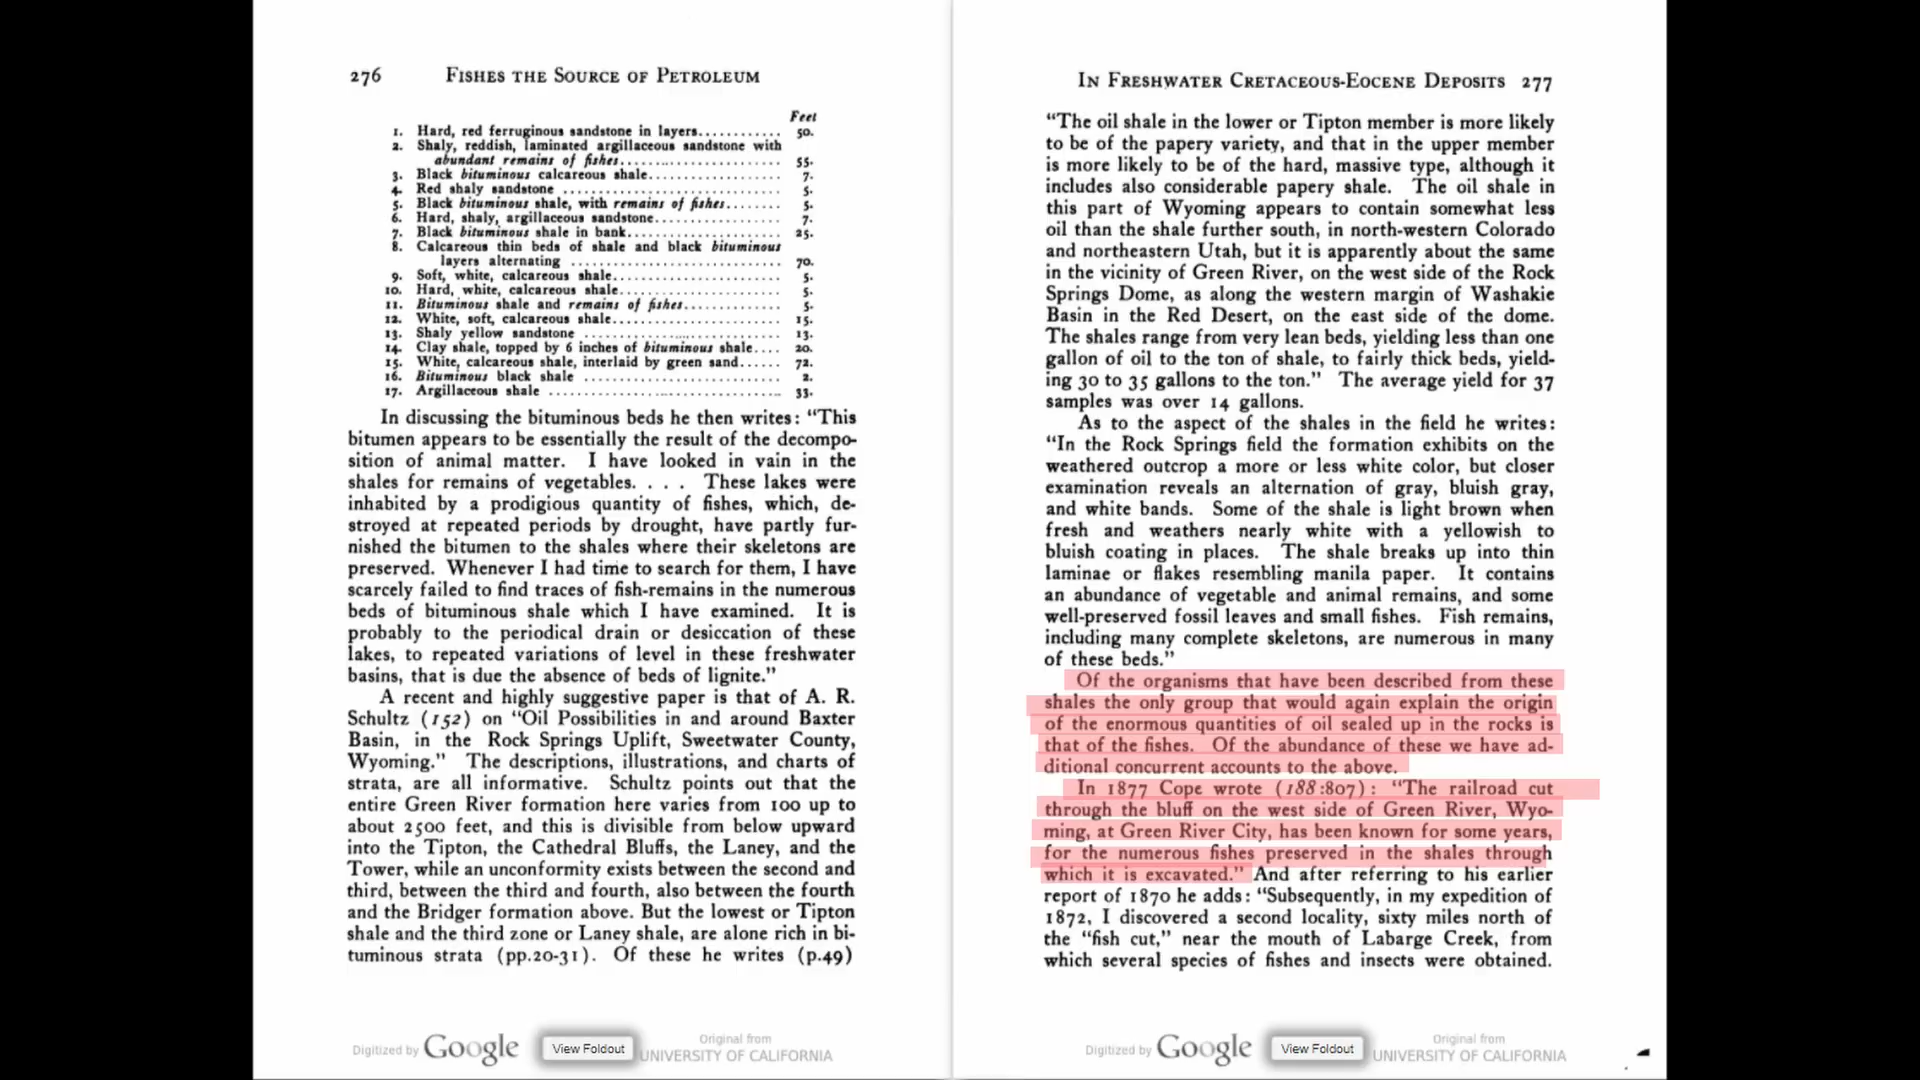 276 FISHES THE SOURCE OF PETROLEUM
Feet
1. Hard, red ferruginous sandstone in layers............ 50.
2. Shaly, reddish, laminated argillaceous sandstone with
abundant remains of fishes....................... 55.
3. Black bituminous calcareous shale................... 7.
4. Red shaly sandstone ............................... 5.
5. Black bituminous shale, with remains of fishes........ 5.
6. Hard, shaly, argillaceous sandstone.................. 7.
7. Black bituminous shale in bank...................... 25.
8. Calcareous thin beds of shale and black bituminous
layers alternating .............................. 70.
9. Soft, white, calcareous shale........................ 5.
10. Hard, white, calcareous shale....................... 5.
11. Bituminous shale and remains of fishes.............. 5.
12. White, soft, calcareous shale........................ 15.
13. Shaly yellow sandstone ............................ 13.
14. Clay shale, topped by 6 inches of bituminous shale.... 20.
15. White, calcareous shale, interlaid by green sand...... 72.
16. Bituminous black shale ............................ 2.
17. Argillaceous shale ................................. 33.
In discussing the bituminous beds he then writes: "This
bitumen appears to be essentially the result of the decompo-
sition of animal matter. I have looked in vain in the
shales for remains of vegetables. . . . These lakes were
inhabited by a prodigious quantity of fishes, which, de-
stroyed at repeated periods by drought, have partly fur-
nished the bitumen to the shales where their skeletons are
preserved. Whenever I had time to search for them, I have
scarcely failed to find traces of fish-remains in the numerous
beds of bituminous shale which I have examined. It is
probably to the periodical drain or desiccation of these
lakes, to repeated variations of level in these freshwater
basins, that is due the absence of beds of lignite."
A recent and highly suggestive paper is that of A. R.
Schultz (152) on "Oil Possibilities in and around Baxter
Basin, in the Rock Springs Uplift, Sweetwater County,
Wyoming." The descriptions, illustrations, and charts of
strata, are all informative. Schultz points out that the
entire Green River formation here varies from 100 up to
about 2500 feet, and this is divisible from below upward
into the Tipton, the Cathedral Bluffs, the Laney, and the
Tower, while an unconformity exists between the second and
third, between the third and fourth, also between the fourth
and the Bridger formation above. But the lowest or Tipton
shale and the third zone or Laney shale, are alone rich in bi-
tuminous strata (pp.20-31). Of these he writes (p.49)
Digitized by Google
View Foldout
Original from
UNIVERSITY OF CALIFORNIA
IN FRESHWATER CRETACEOUS-EOCENE DEPOSITS 277
"The oil shale in the lower or Tipton member is more likely
to be of the papery variety, and that in the upper member
is more likely to be of the hard, massive type, although it
includes also considerable papery shale. The oil shale in
this part of Wyoming appears to contain somewhat less
oil than the shale further south, in north-western Colorado
and northeastern Utah, but it is apparently about the same
in the vicinity of Green River, on the west side of the Rock
Springs Dome, as along the western margin of Washakie
Basin in the Red Desert, on the east side of the dome.
The shales range from very lean beds, yielding less than one
gallon of oil to the ton of shale, to fairly thick beds, yield-
ing 30 to 35 gallons to the ton." The average yield for 37
samples was over 14 gallons.
As to the aspect of the shales in the field he writes:
"In the Rock Springs field the formation exhibits on the
weathered outcrop a more or less white color, but closer
examination reveals an alternation of gray, bluish gray,
and white bands. Some of the shale is light brown when
fresh and weathers nearly white with a yellowish to
bluish coating in places. The shale breaks up into thin
laminae or flakes resembling manila paper. It contains
an abundance of vegetable and animal remains, and some
well-preserved fossil leaves and small fishes. Fish remains,
including many complete skeletons, are numerous in many
of these beds."
Of the organisms that have been described from these
shales the only group that would again explain the origin
of the enormous quantities of oil sealed up in the rocks is
that of the fishes. Of the abundance of these we have ad-
ditional concurrent accounts to the above.
In 1877 Cope wrote (188:807): "The railroad cut
through the bluff on the west side of Green River, Wyo-
ming, at Green River City, has been known for some years,
for the numerous fishes preserved in the shales through
which it is excavated." And after referring to his earlier
report of 1870 he adds: "Subsequently, in my expedition of
1872, I discovered a second locality, sixty miles north of
the "fish cut," near the mouth of Labarge Creek, from
which several species of fishes and insects were obtained.
Digitized by Google
View Foldout
Original from
UNIVERSITY OF CALIFORNIA